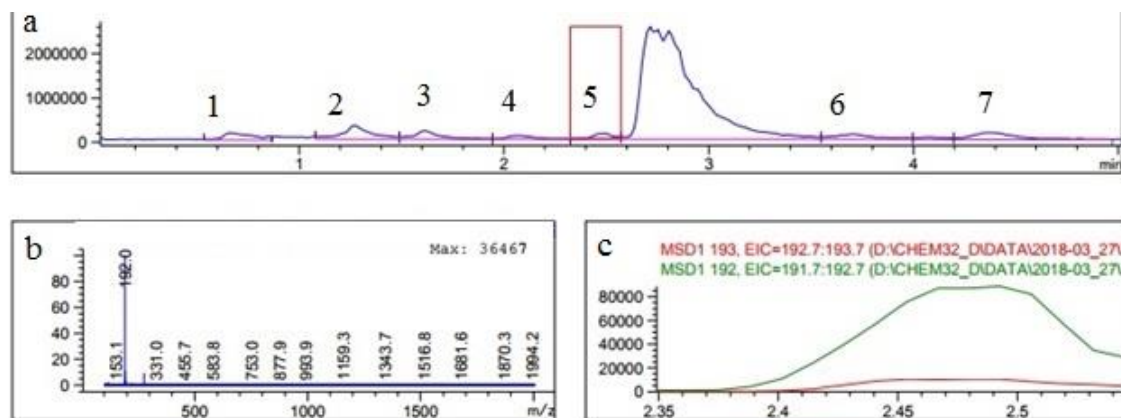 a
2000000
1000000
0
1 2 3 4 5 6 7
1 2 3 4 min
b
Max: 36467
80
60
40
20
0
192.0
153.1 331.0 455.7 583.8 753.0 877.9 993.9 1159.3 1343.7 1516.8 1681.6 1870.3 1994.2
500 1000 1500 m/z
c
MSD1 193, EIC=192.7:193.7 (D:\CHEM32_D\DATA\2018-03_27\
MSD1 192, EIC=191.7:192.7 (D:\CHEM32_D\DATA\2018-03_27\
80000
60000
40000
20000
0
2.35 2.4 2.45 2.5